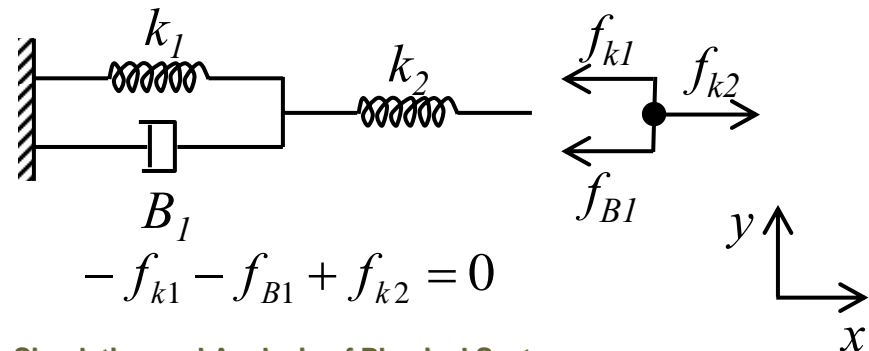 k1
k2
B1
fk1
fk2
fB1
y
x
− fk1 − fB1 + fk2 = 0